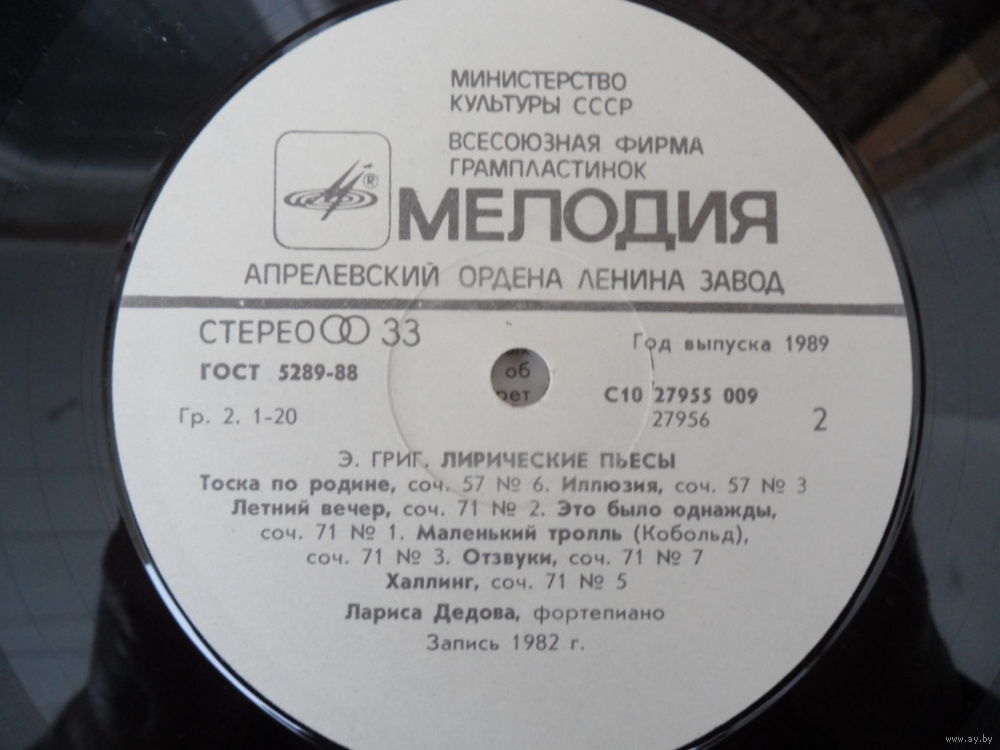 МИНИСТЕРСТВО
КУЛЬТУРЫ СССР
ВСЕСОЮЗНАЯ ФИРМА
ГРАМПЛАСТИНОК
®
МЕЛОДИЯ
АПРЕЛЕВСКИЙ ОРДЕНА ЛЕНИНА ЗАВОД
СТЕРЕО 33
Год выпуска 1989
ГОСТ 5289-88
об
С10 27955 009
Гр. 2. 1-20
27956
2
Э. ГРИГ. ЛИРИЧЕСКИЕ ПЬЕСЫ
Тоска по родине, соч. 57 № 6. Иллюзия, соч. 57 № 3
Летний вечер, соч. 71 № 2. Это было однажды,
соч. 71 № 1. Маленький тролль (Кобольд),
соч. 71 № 3. Отзвуки, соч. 71 № 7
Халлинг, соч. 71 № 5
Лариса Дедова, фортепиано
Запись 1982 г.
www.ay.by